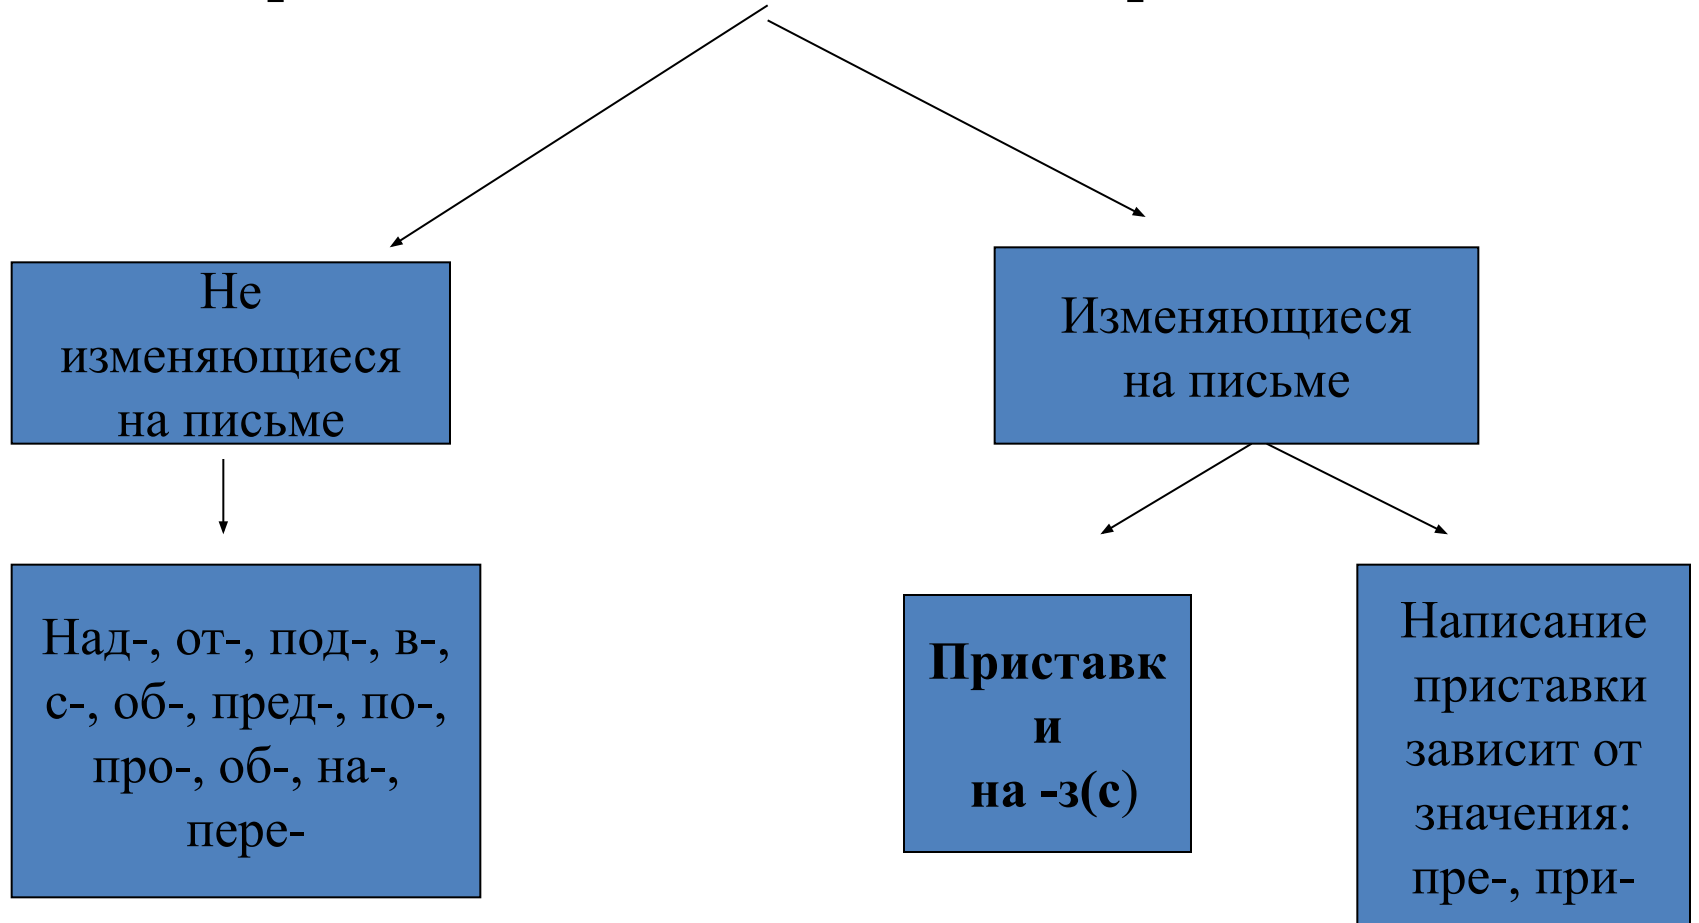 Не
изменяющиеся
на письме
Изменяющиеся
на письме
Над-, от-, под-, в-,
с-, об-, пред-, по-,
про-, об-, на-,
пере-
Приставк
и
на -з(с)
Написание
приставки
зависит от
значения:
пре-, при-